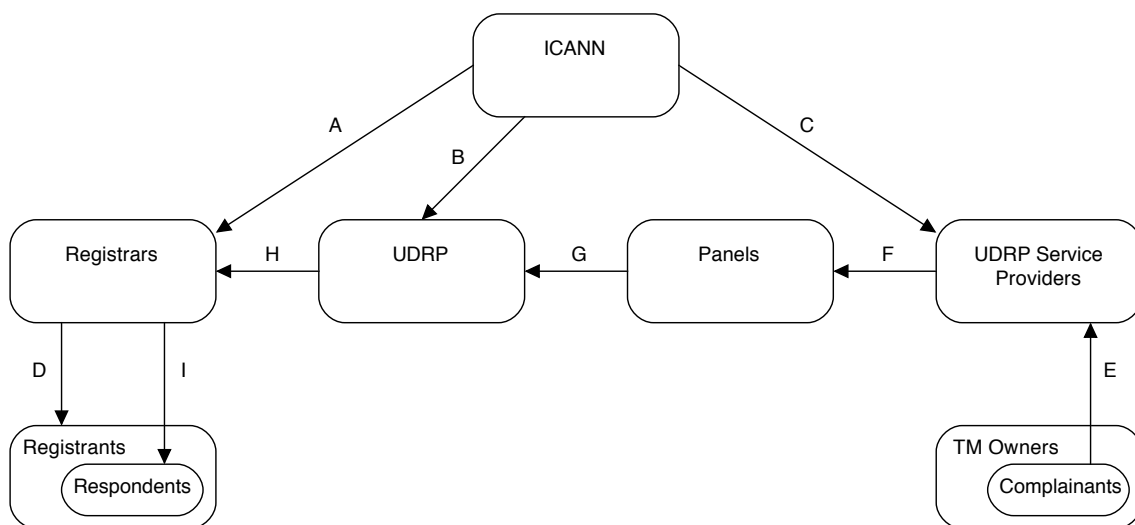 ICANN
A
B
C
Registrars
H
UDRP
G
Panels
F
UDRP Service
Providers
D
I
E
Registrants
Respondents
TM Owners
Complainants